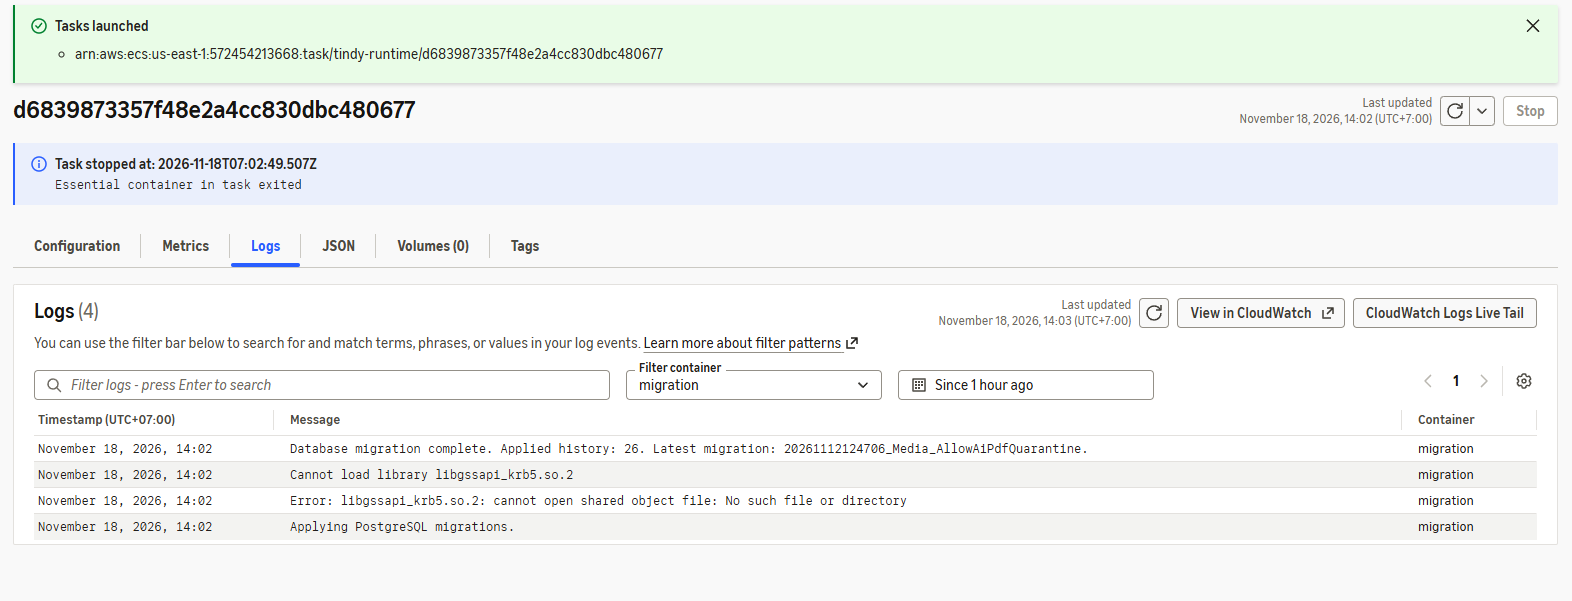 Tasks launched
arn:aws:ecs:us-east-1:572454213668:task/tindy-runtime/d6839873357f48e2a4cc830dbc480677
d6839873357f48e2a4cc830dbc480677
Last updated
November 18, 2026, 14:02 (UTC+7:00)
Stop
Task stopped at: 2026-11-18T07:02:49.507Z
Essential container in task exited
Configuration
Metrics
Logs
JSON
Volumes (0)
Tags
Logs (4)
Last updated
November 18, 2026, 14:03 (UTC+7:00)
View in CloudWatch
CloudWatch Logs Live Tail
You can use the filter bar below to search for and match terms, phrases, or values in your log events. Learn more about filter patterns
Filter logs - press Enter to search
Filter container
migration
Since 1 hour ago
1
Timestamp (UTC+07:00) Message Container
November 18, 2026, 14:02 Database migration complete. Applied history: 26. Latest migration: 20261112124706_Media_AllowAiPdfQuarantine. migration
November 18, 2026, 14:02 Cannot load library libgssapi_krb5.so.2 migration
November 18, 2026, 14:02 Error: libgssapi_krb5.so.2: cannot open shared object file: No such file or directory migration
November 18, 2026, 14:02 Applying PostgreSQL migrations. migration